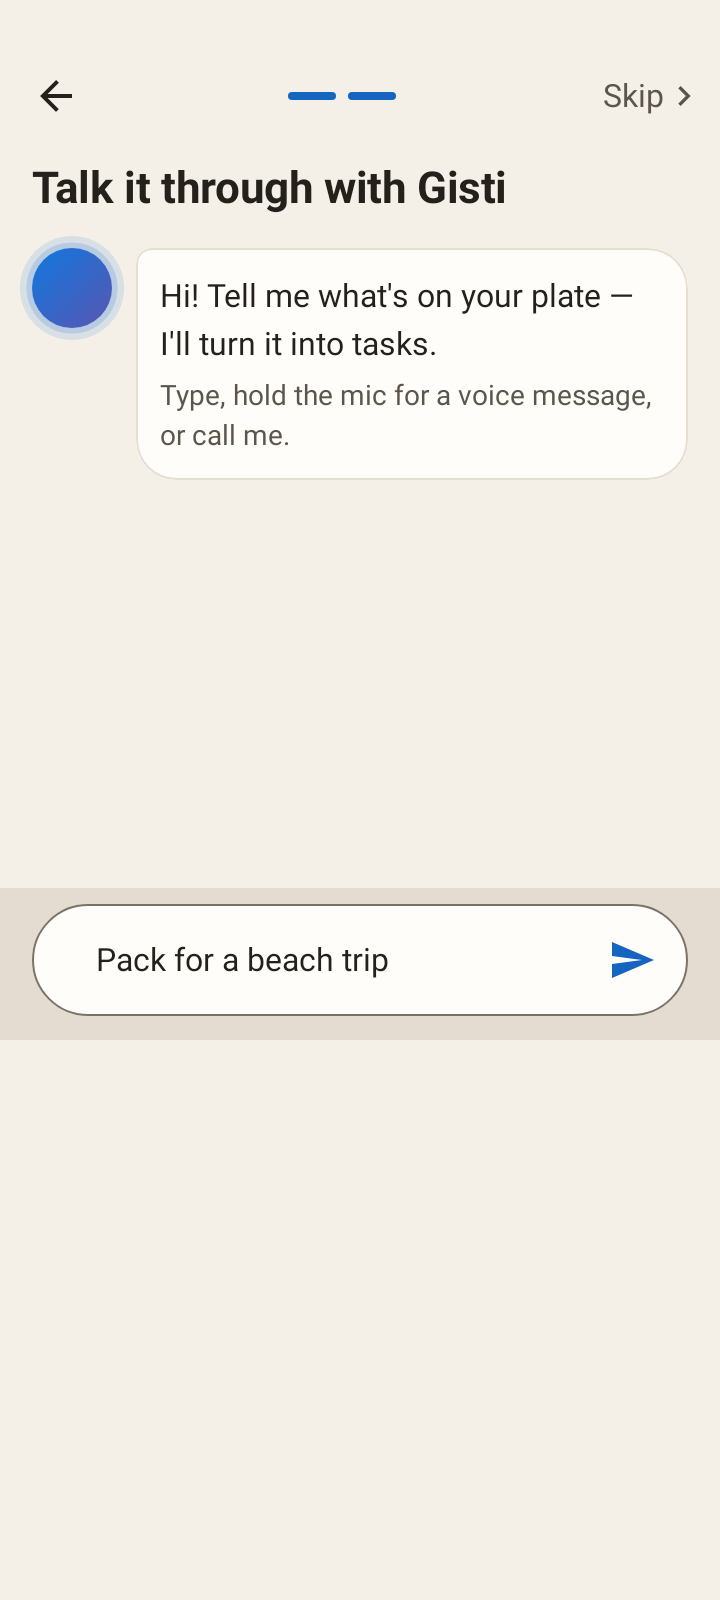 Skip
Talk it through with Gisti
Hi! Tell me what's on your plate —
I'll turn it into tasks.
Type, hold the mic for a voice message,
or call me.
Pack for a beach trip